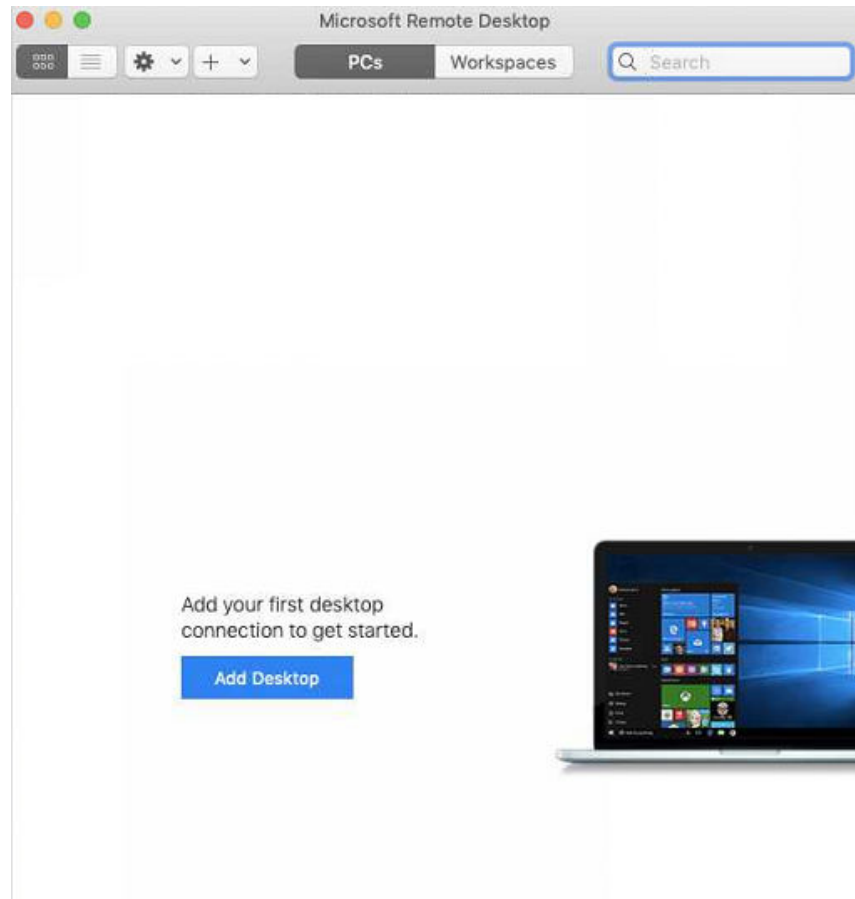 Microsoft Remote Desktop
PCs
Workspaces
Search
Add your first desktop
connection to get started.
Add Desktop